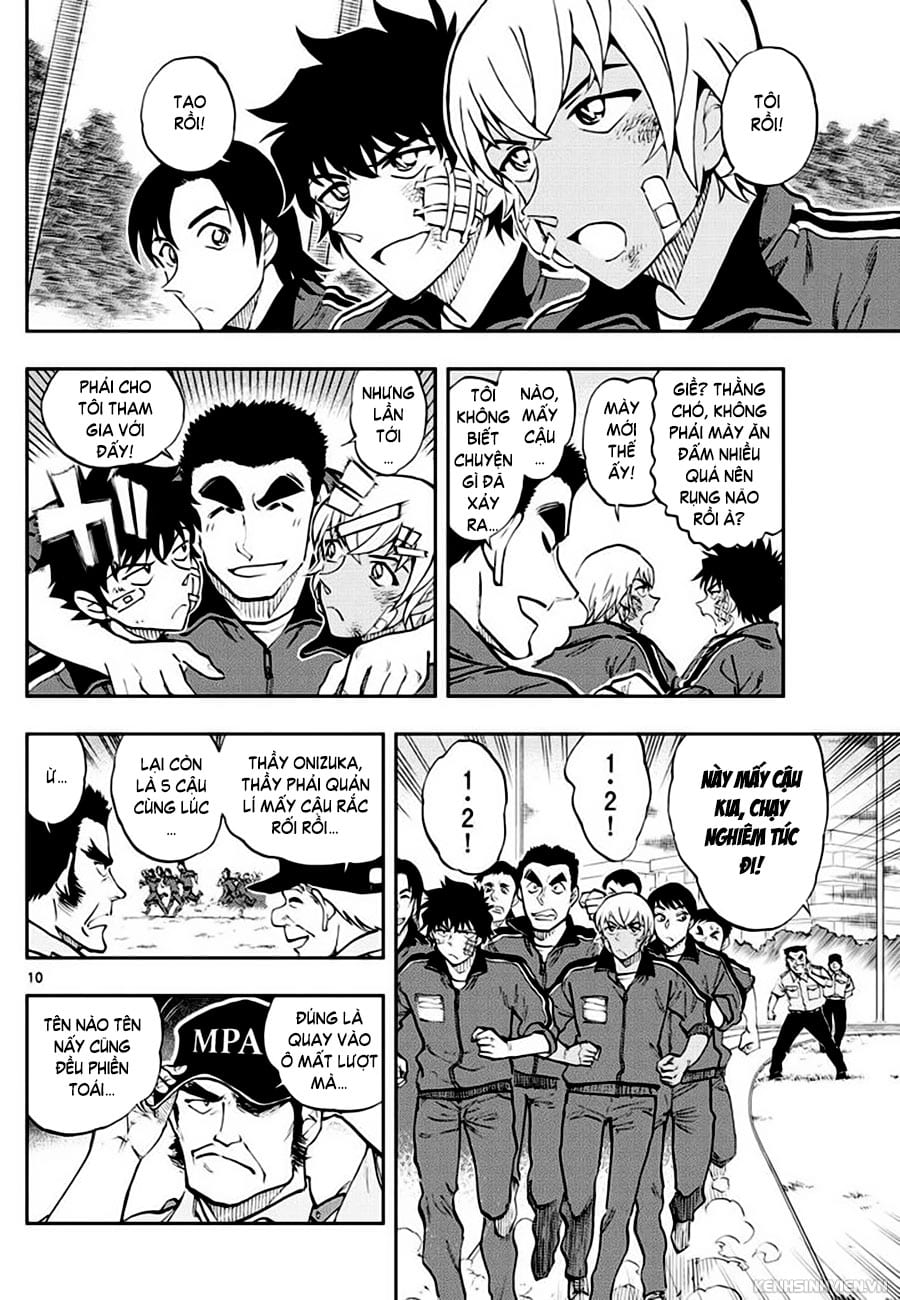 TÔI
RỒI!
TAO
RỒI!
GIỀ? THẰNG
CHÓ, KHÔNG
PHẢI MÀY ĂN
ĐẤM NHIỀU
QUÁ NÊN
RỤNG NÃO
RỒI À?
MÀY
MỚI
THẾ
ẤY!
NÀO,
MẤY
CẬU
...
TÔI
KHÔNG
BIẾT
CHUYỆN
GÌ ĐÃ
XẢY
RA...
NHƯNG
LẦN
TỚI
...
PHẢI CHO
TÔI THAM
GIA VỚI
ĐẤY!
NÀY MẤY CẬU
KIA, CHẠY
NGHIÊM TÚC
ĐI!
1·2!
1·2!
THẦY ONIZUKA,
THẦY PHẢI QUẢN
LÍ MẤY CẬU RẮC
RỐI RỒI...
LẠI CÒN
LÀ 5 CẬU
CÙNG LÚC
...
Ừ...
10
ĐÚNG LÀ
QUAY VÀO
Ô MẤT LƯỢT
MÀ...
MPA
TÊN NÀO TÊN
NẤY CŨNG
ĐỀU PHIỀN
TOÁI...
KENHSINHVIEN.VN